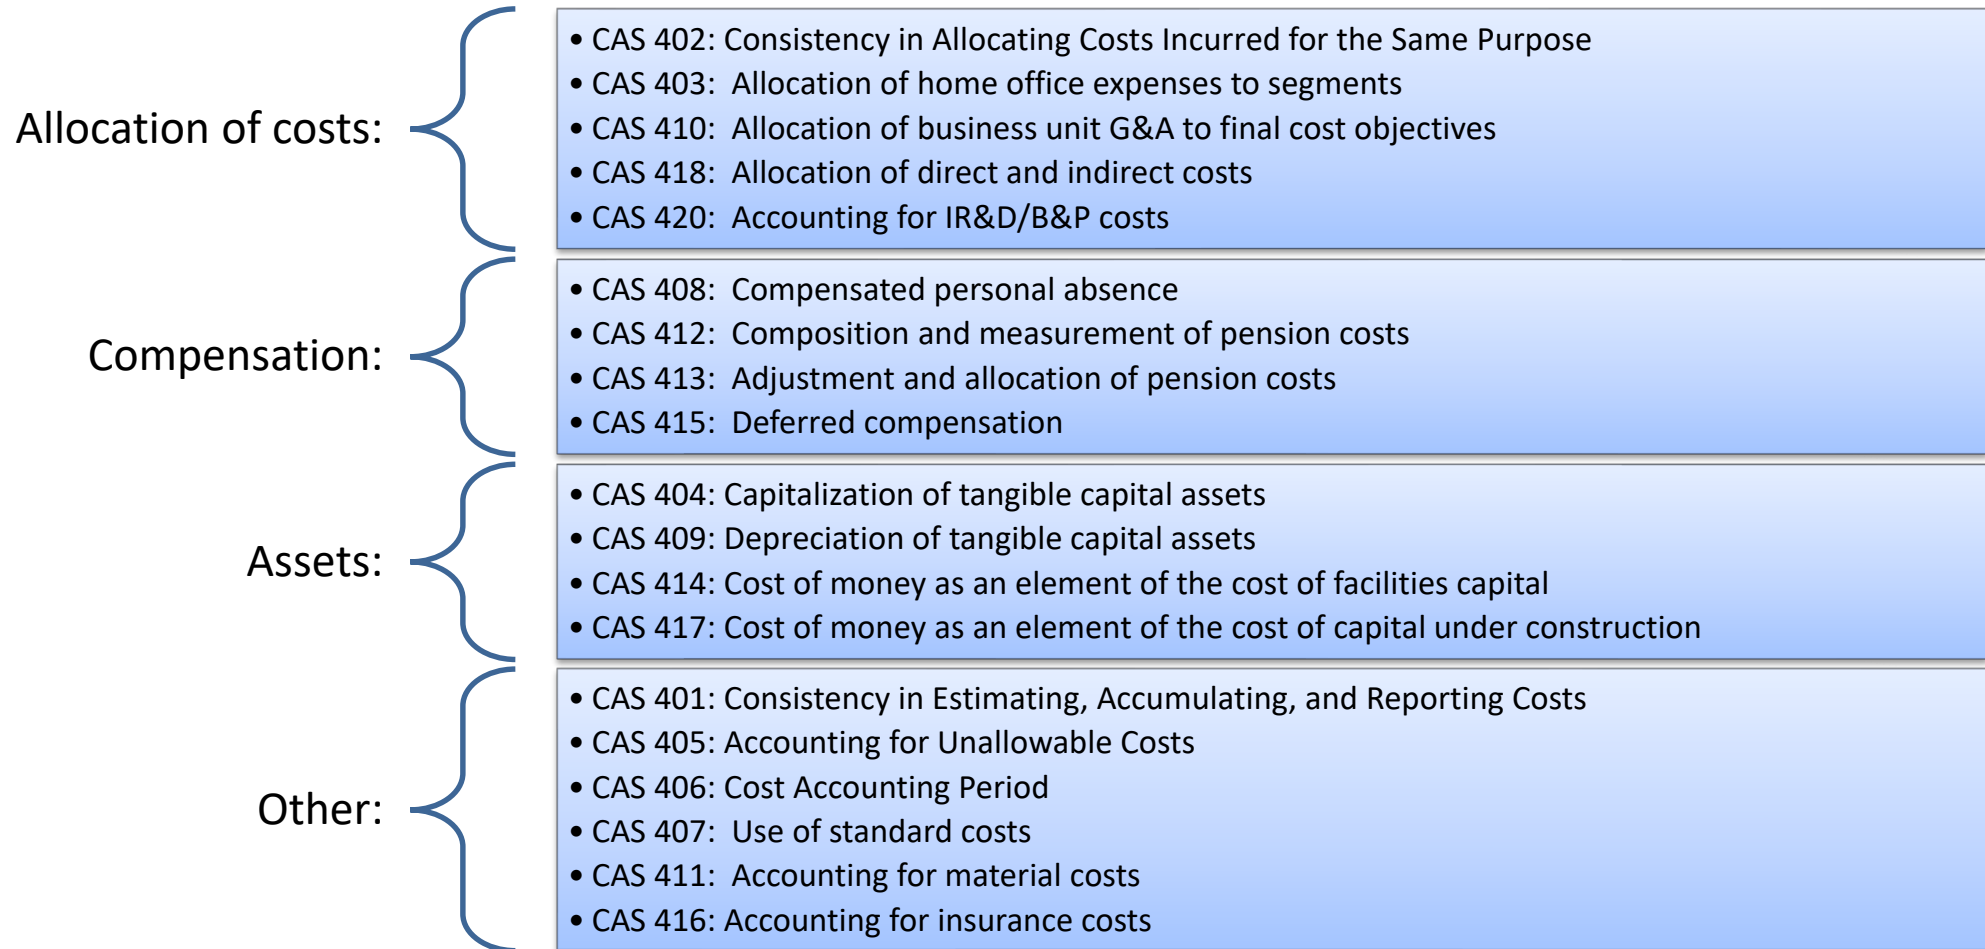 Allocation of costs:
• CAS 402: Consistency in Allocating Costs Incurred for the Same Purpose
• CAS 403:  Allocation of home office expenses to segments
• CAS 410:  Allocation of business unit G&A to final cost objectives
• CAS 418:  Allocation of direct and indirect costs
• CAS 420:  Accounting for IR&D/B&P costs
Compensation:
• CAS 408:  Compensated personal absence
• CAS 412:  Composition and measurement of pension costs
• CAS 413:  Adjustment and allocation of pension costs
• CAS 415:  Deferred compensation
Assets:
• CAS 404: Capitalization of tangible capital assets
• CAS 409: Depreciation of tangible capital assets
• CAS 414: Cost of money as an element of the cost of facilities capital
• CAS 417: Cost of money as an element of the cost of capital under construction
Other:
• CAS 401: Consistency in Estimating, Accumulating, and Reporting Costs
• CAS 405: Accounting for Unallowable Costs
• CAS 406: Cost Accounting Period
• CAS 407:  Use of standard costs
• CAS 411:  Accounting for material costs
• CAS 416: Accounting for insurance costs